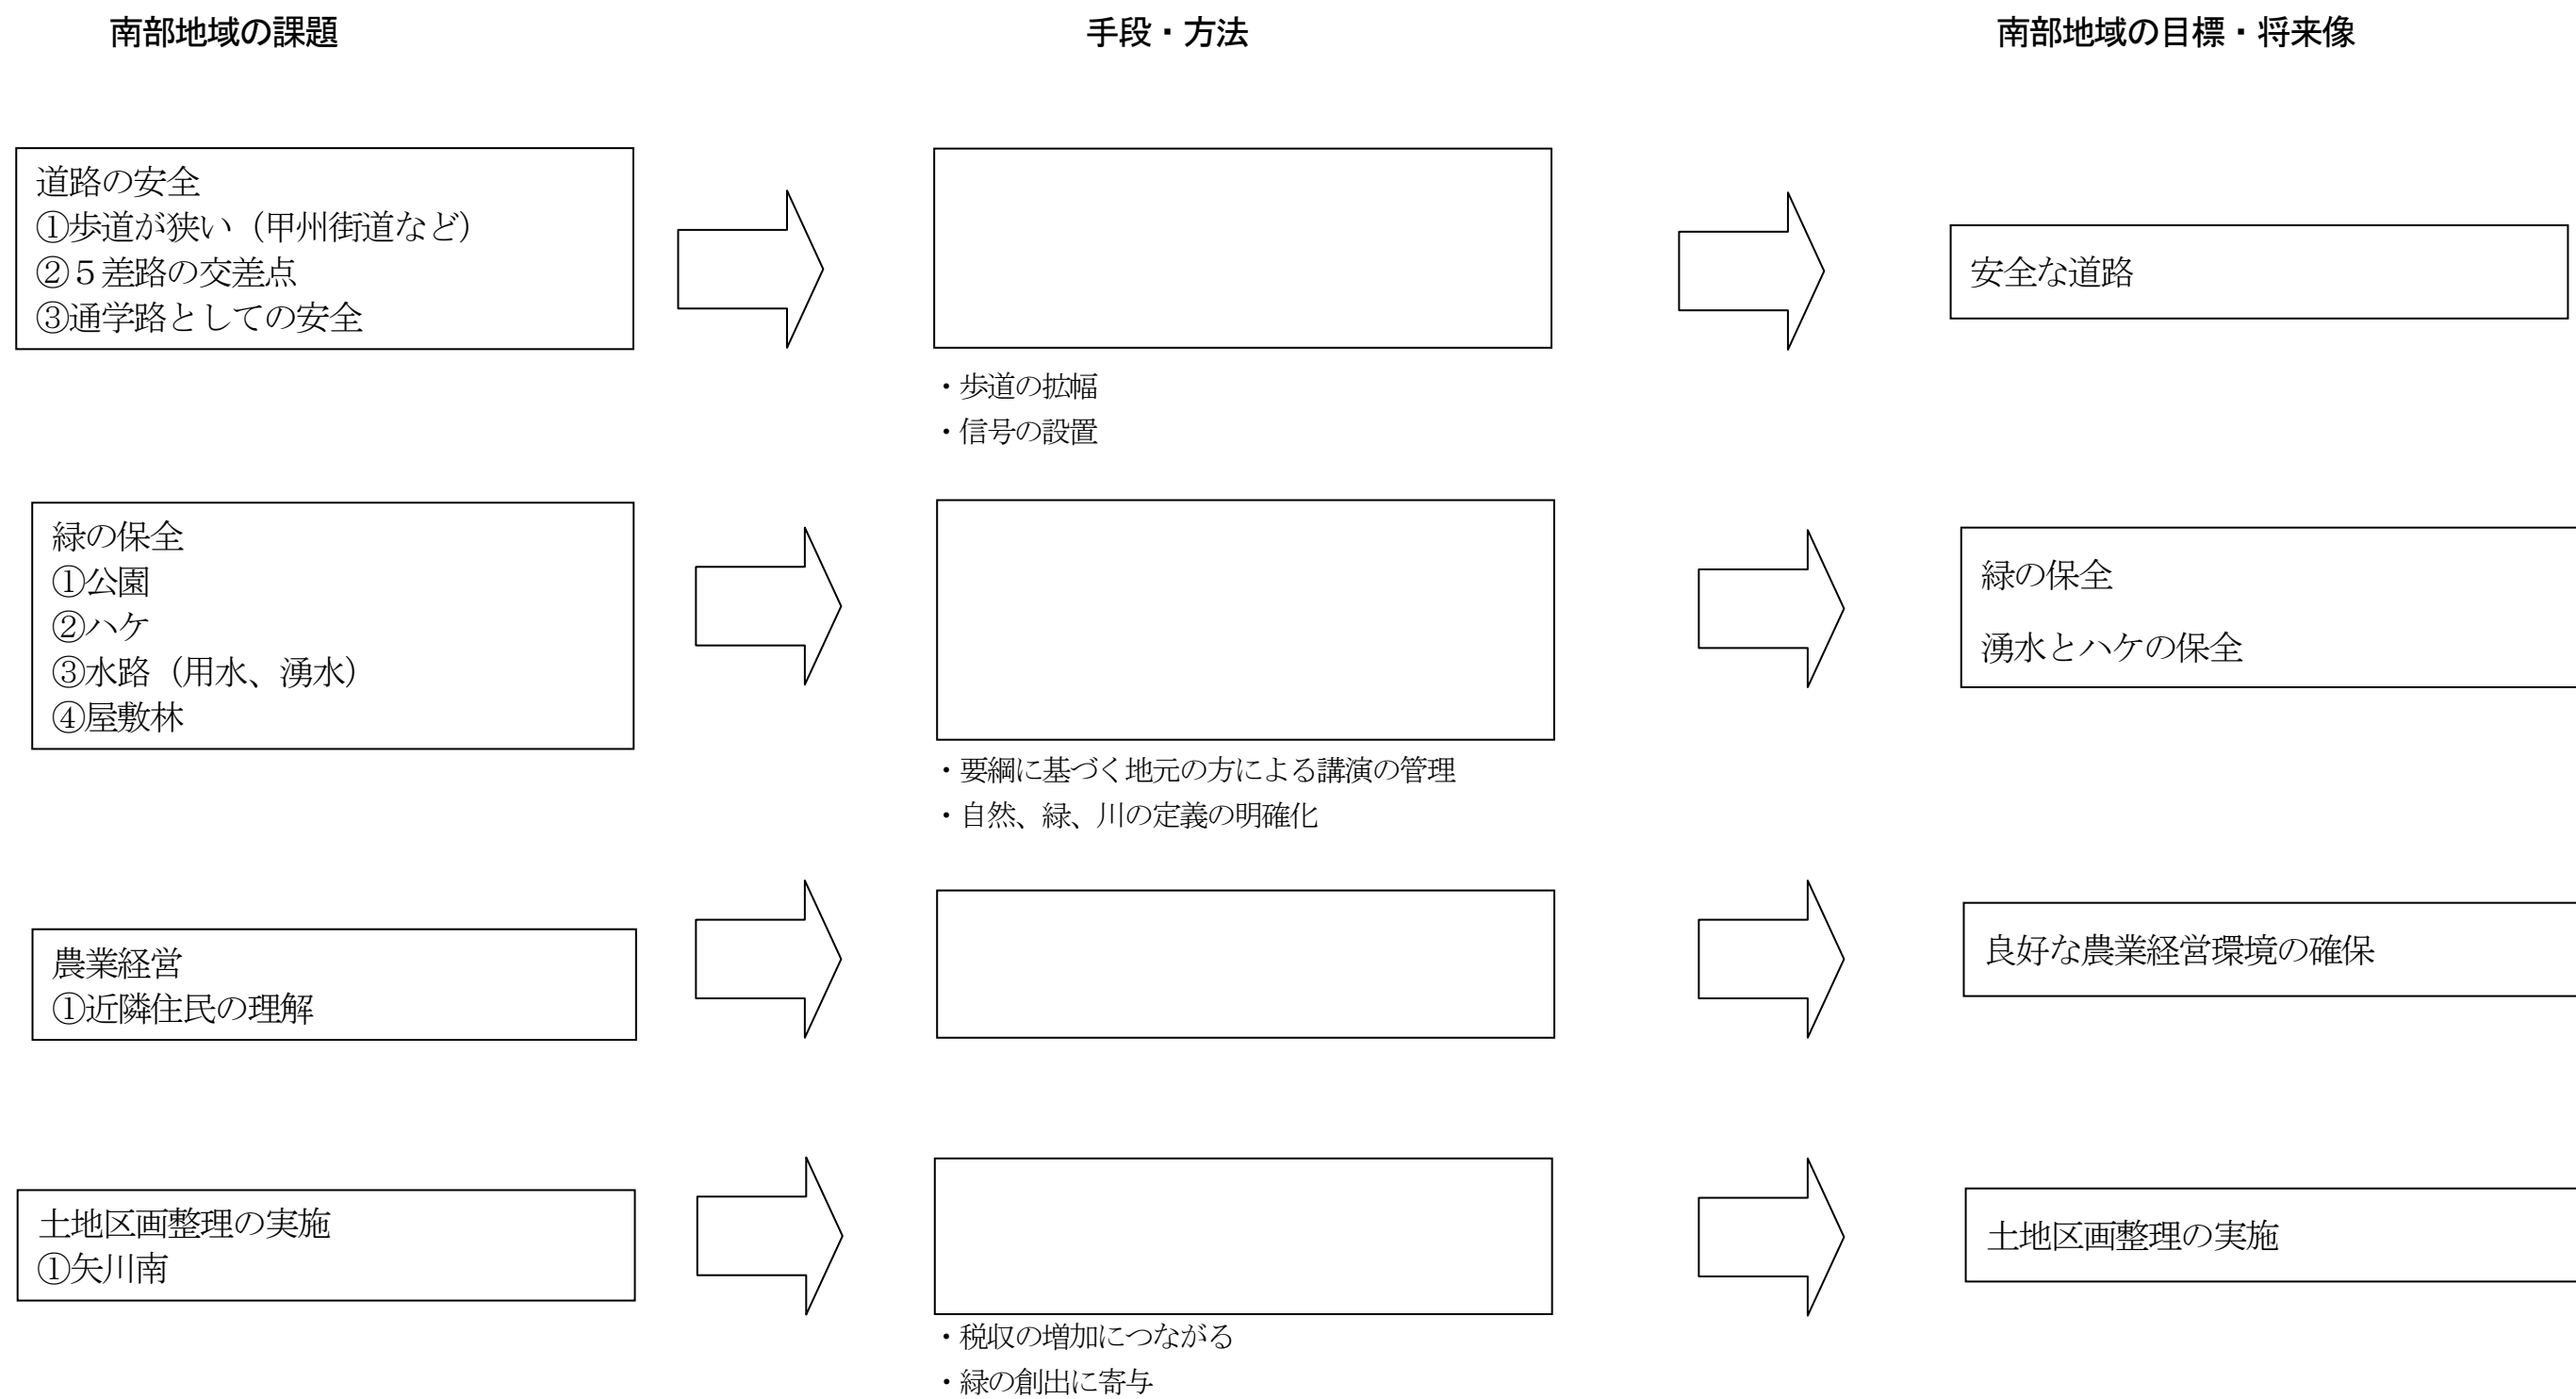 南部地域の課題
手段・方法
南部地域の目標・将来像
道路の安全
①歩道が狭い（甲州街道など）
②５差路の交差点
③通学路としての安全
安全な道路
・歩道の拡幅
・信号の設置
緑の保全
①公園
②ハケ
③水路（用水、湧水）
④屋敷林
緑の保全
湧水とハケの保全
・要綱に基づく地元の方による講演の管理
・自然、緑、川の定義の明確化
農業経営
①近隣住民の理解
良好な農業経営環境の確保
土地区画整理の実施
①矢川南
土地区画整理の実施
・税収の増加につながる
・緑の創出に寄与